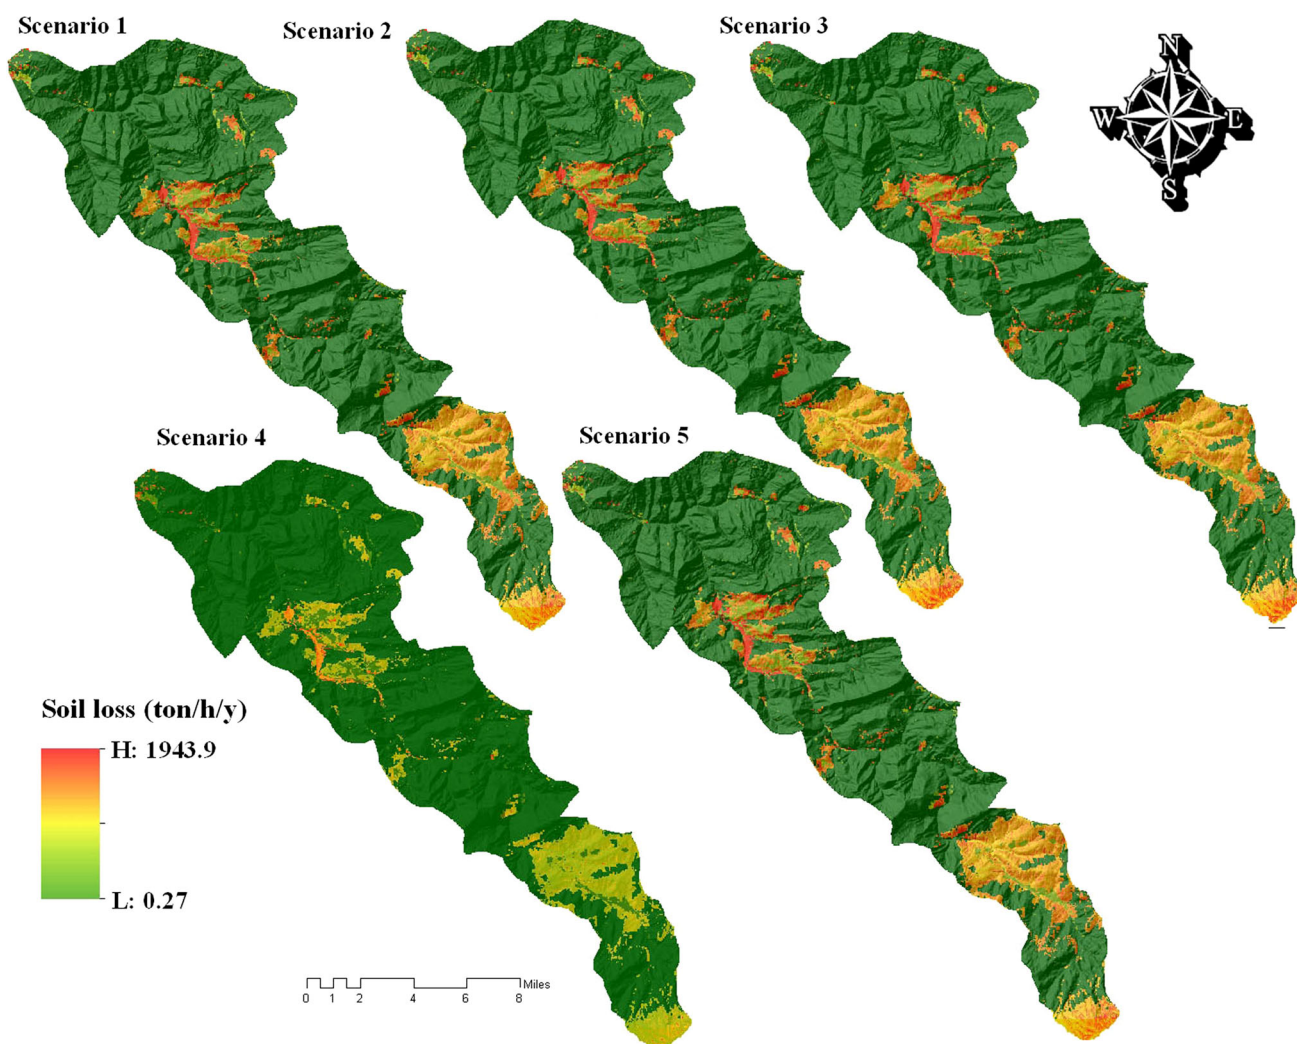 Scenario 1
Scenario 2
Scenario 3
N
W
E
S
Scenario 4
Scenario 5
Soil loss (ton/h/y)
H: 1943.9
L: 0.27
Miles
0 1 2 4 6 8